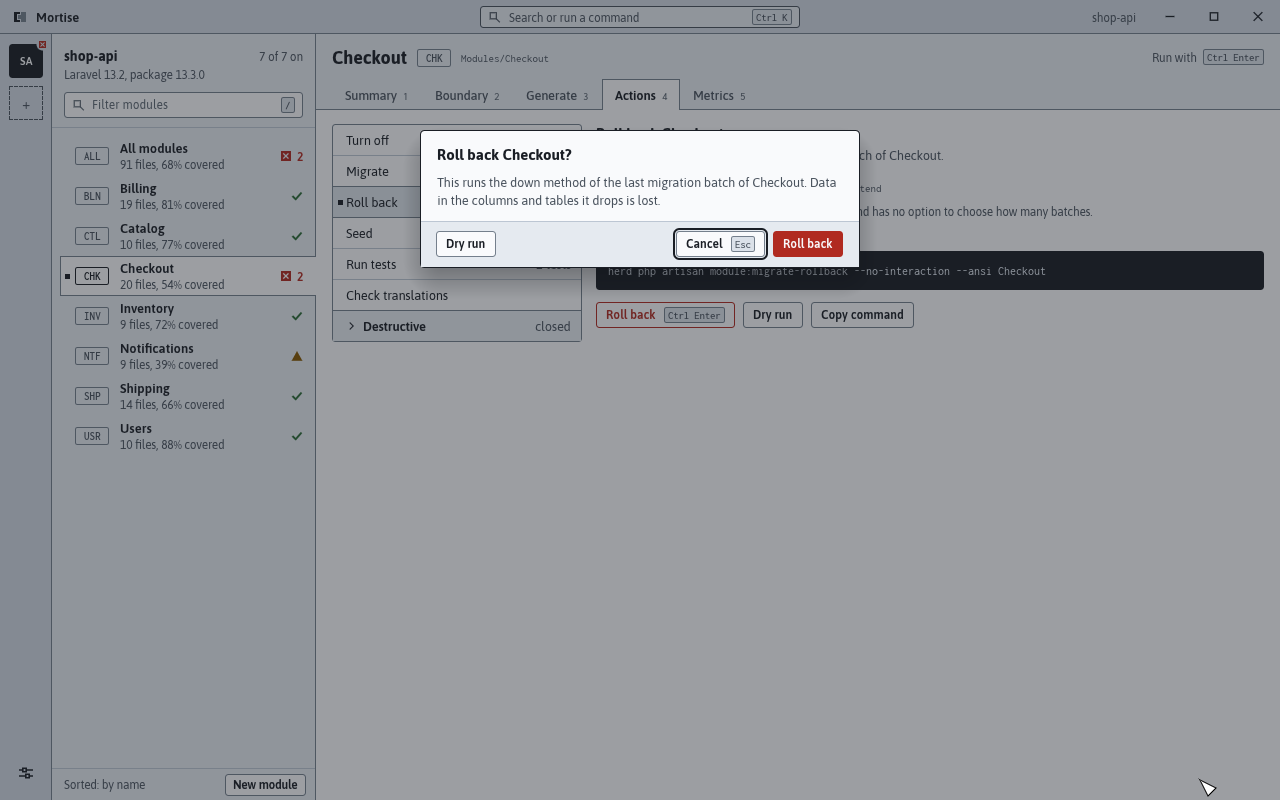 Mortise
Search or run a command
Ctrl K
shop-api
SA
+
shop-api
7 of 7 on
Laravel 13.2, package 13.3.0
Filter modules
/
ALL
All modules
91 files, 68% covered
2
BLN
Billing
19 files, 81% covered
CTL
Catalog
10 files, 77% covered
CHK
Checkout
20 files, 54% covered
2
INV
Inventory
9 files, 72% covered
NTF
Notifications
9 files, 39% covered
SHP
Shipping
14 files, 66% covered
USR
Users
10 files, 88% covered
Sorted: by name
New module
Checkout
CHK
Modules/Checkout
Run with
Ctrl Enter
Summary 1
Boundary 2
Generate 3
Actions 4
Metrics 5
Turn off
Migrate
Roll back
Seed
Run tests
Check translations
Destructive
closed
Roll back Checkout?
This runs the down method of the last migration batch of Checkout. Data
in the columns and tables it drops is lost.
Dry run
Cancel
Esc
Roll back
of Checkout.
has no option to choose how many batches.
herd php artisan module:migrate-rollback --no-interaction --ansi Checkout
Roll back
Ctrl Enter
Dry run
Copy command